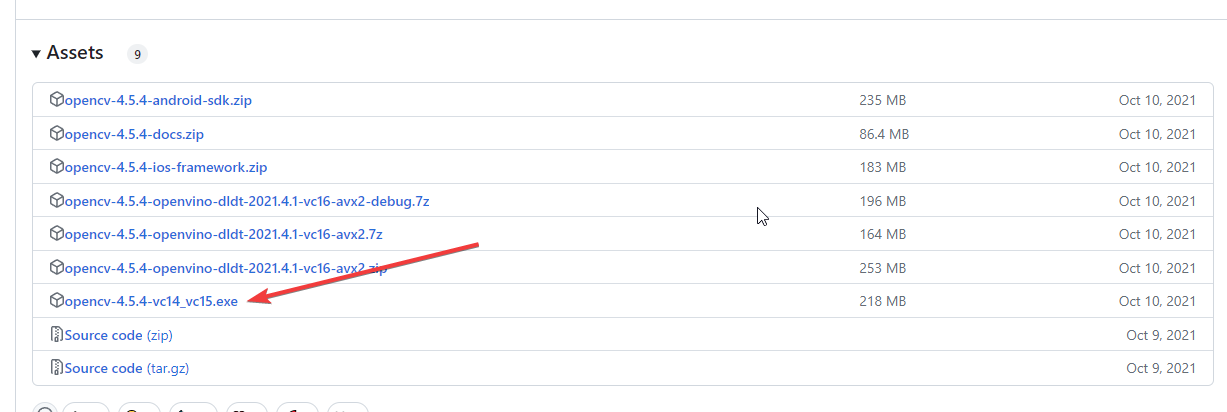 Assets 9
opencv-4.5.4-android-sdk.zip 235 MB Oct 10, 2021
opencv-4.5.4-docs.zip 86.4 MB Oct 10, 2021
opencv-4.5.4-ios-framework.zip 183 MB Oct 10, 2021
opencv-4.5.4-openvino-dldt-2021.4.1-vc16-avx2-debug.7z 196 MB Oct 10, 2021
opencv-4.5.4-openvino-dldt-2021.4.1-vc16-avx2.7z 164 MB Oct 10, 2021
opencv-4.5.4-openvino-dldt-2021.4.1-vc16-avx2.zip 253 MB Oct 10, 2021
opencv-4.5.4-vc14_vc15.exe 218 MB Oct 10, 2021
Source code (zip) Oct 9, 2021
Source code (tar.gz) Oct 9, 2021